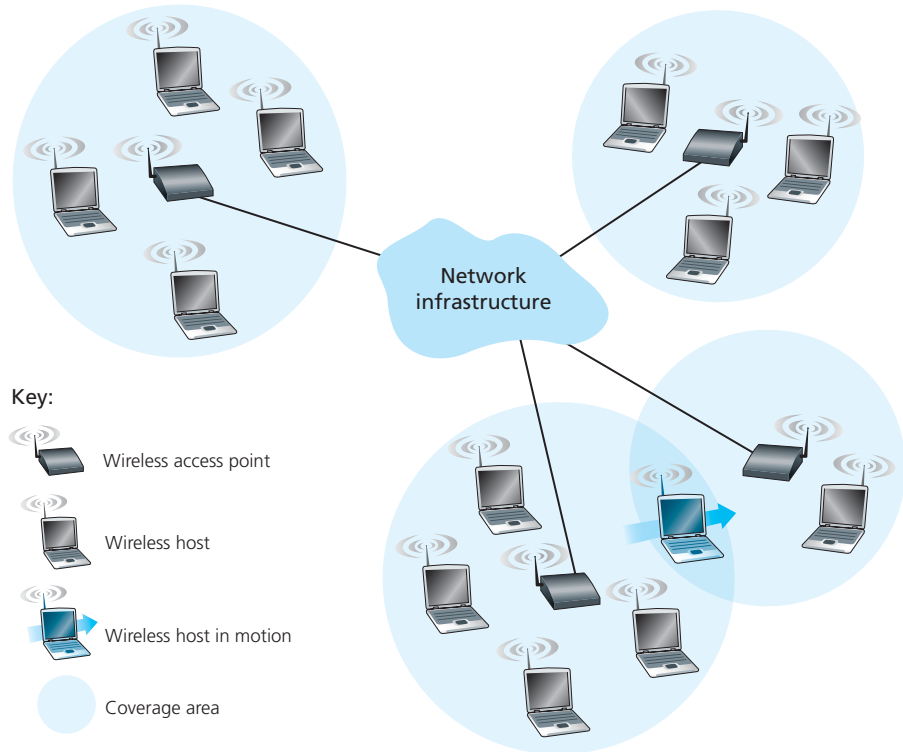 Network
infrastructure
Key:
Wireless access point
Wireless host
Wireless host in motion
Coverage area